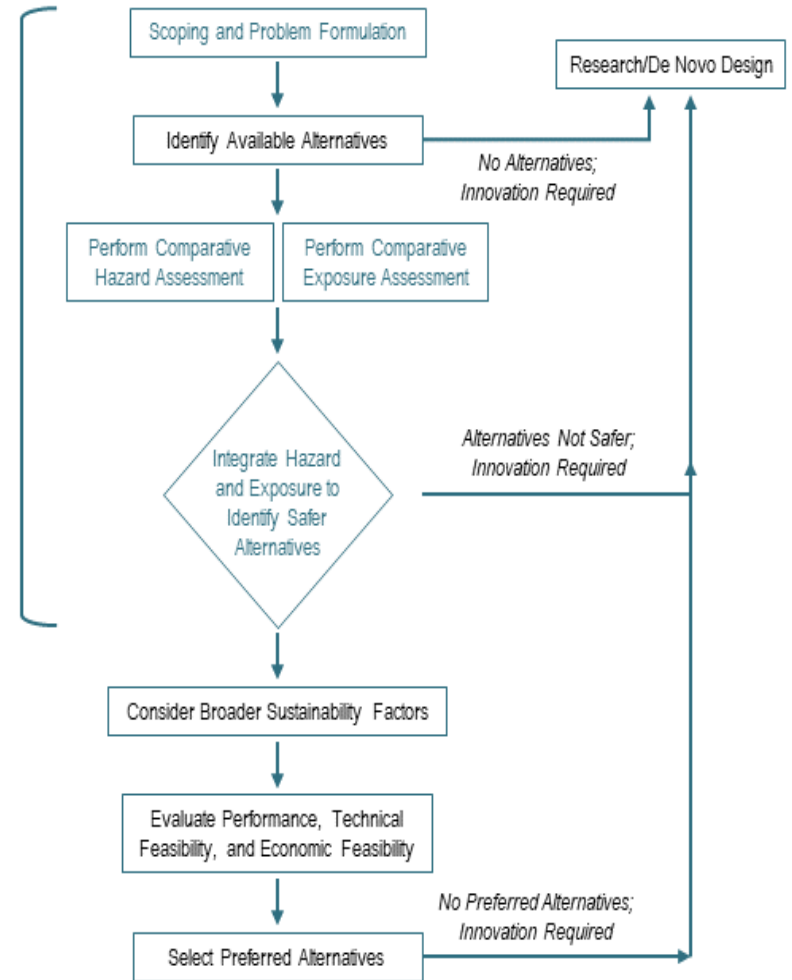 Scoping and Problem Formulation
Research/De Novo Design
Identify Available Alternatives
No Alternatives;
Innovation Required
Perform Comparative
Hazard Assessment
Perform Comparative
Exposure Assessment
Alternatives Not Safer;
Innovation Required
Integrate Hazard
and Exposure to
Identify Safer
Alternatives
Consider Broader Sustainability Factors
Evaluate Performance, Technical
Feasibility, and Economic Feasibility
No Preferred Alternatives;
Innovation Required
Select Preferred Alternatives